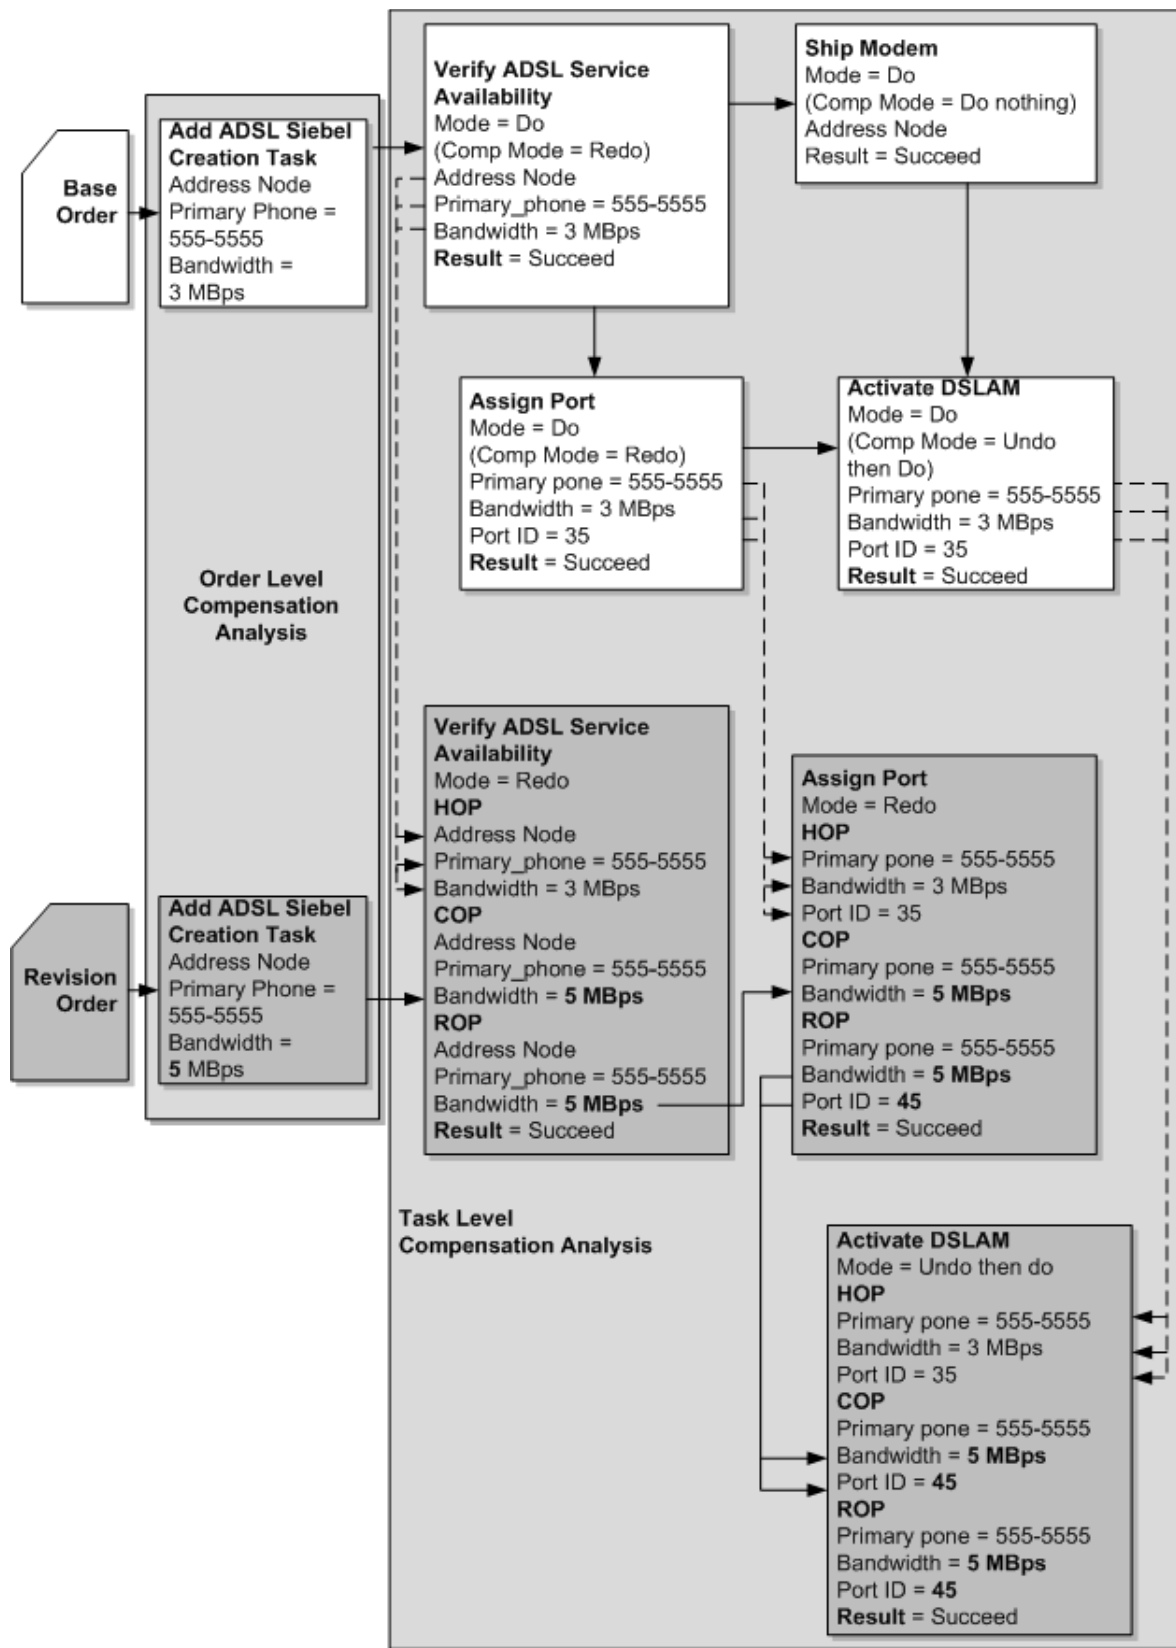 Base
Order
Add ADSL Siebel
Creation Task
Address Node
Primary Phone =
555-5555
Bandwidth =
3 MBps
Verify ADSL Service
Availability
Mode = Do
(Comp Mode = Redo)
Address Node
Primary_phone = 555-5555
Bandwidth = 3 MBps
Result = Succeed
Ship Modem
Mode = Do
(Comp Mode = Do nothing)
Address Node
Result = Succeed
Assign Port
Mode = Do
(Comp Mode = Redo)
Primary pone = 555-5555
Bandwidth = 3 MBps
Port ID = 35
Result = Succeed
Activate DSLAM
Mode = Do
(Comp Mode = Undo
then Do)
Primary pone = 555-5555
Bandwidth = 3 MBps
Port ID = 35
Result = Succeed
Order Level
Compensation
Analysis
Revision
Order
Add ADSL Siebel
Creation Task
Address Node
Primary Phone =
555-5555
Bandwidth =
5 MBps
Verify ADSL Service
Availability
Mode = Redo
HOP
Address Node
Primary_phone = 555-5555
Bandwidth = 3 MBps
COP
Address Node
Primary_phone = 555-5555
Bandwidth = 5 MBps
ROP
Address Node
Primary_phone = 555-5555
Bandwidth = 5 MBps
Result = Succeed
Assign Port
Mode = Redo
HOP
Primary pone = 555-5555
Bandwidth = 3 MBps
Port ID = 35
COP
Primary pone = 555-5555
Bandwidth = 5 MBps
ROP
Primary pone = 555-5555
Bandwidth = 5 MBps
Port ID = 45
Result = Succeed
Task Level
Compensation Analysis
Activate DSLAM
Mode = Undo then do
HOP
Primary pone = 555-5555
Bandwidth = 3 MBps
Port ID = 35
COP
Primary pone = 555-5555
Bandwidth = 5 MBps
Port ID = 45
ROP
Primary pone = 555-5555
Bandwidth = 5 MBps
Port ID = 45
Result = Succeed